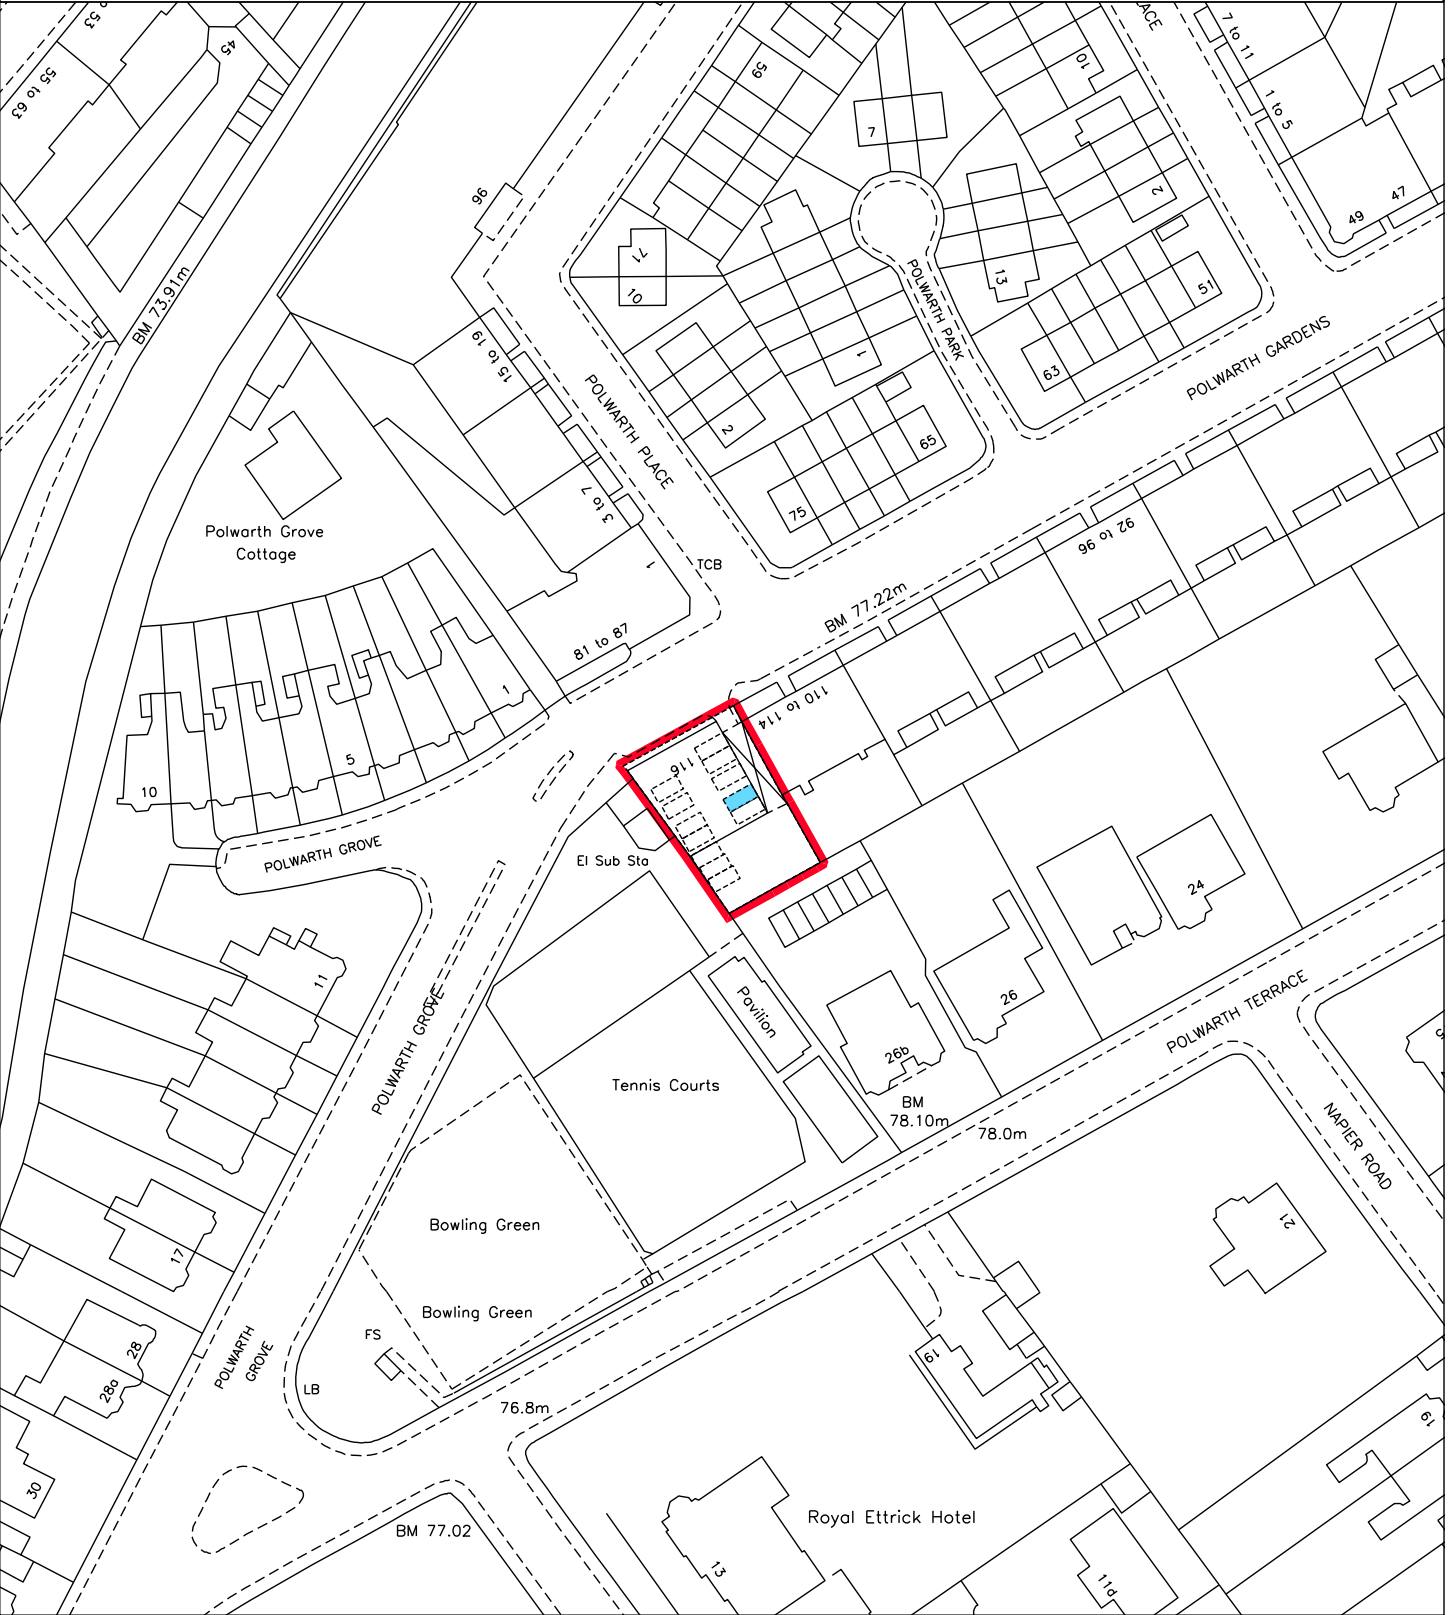 53
55 to 63
45
BM 73.91m
96
59
7
10
PLACE
7 to 11
1 to 5
49
47
2
71
10
13
51
POLWARTH PARK
1
63
POLWARTH GARDENS
15 to 19
POLWARTH PLACE
2
65
75
3 to 7
1
TCB
Polwarth Grove
Cottage
92 to 96
BM 77.22m
81 to 87
1
5
10
110 to 114
116
POLWARTH GROVE
El Sub Sta
24
26
26b
11
POLWARTH GROVE
Pavilion
Tennis Courts
POLWARTH TERRACE
BM
78.10m
78.0m
NAPIER ROAD
17
Bowling Green
Bowling Green
21
FS
LB
28
28a
POLWARTH
GROVE
76.8m
19
19
30
BM 77.02
Royal Ettrick Hotel
13
11d